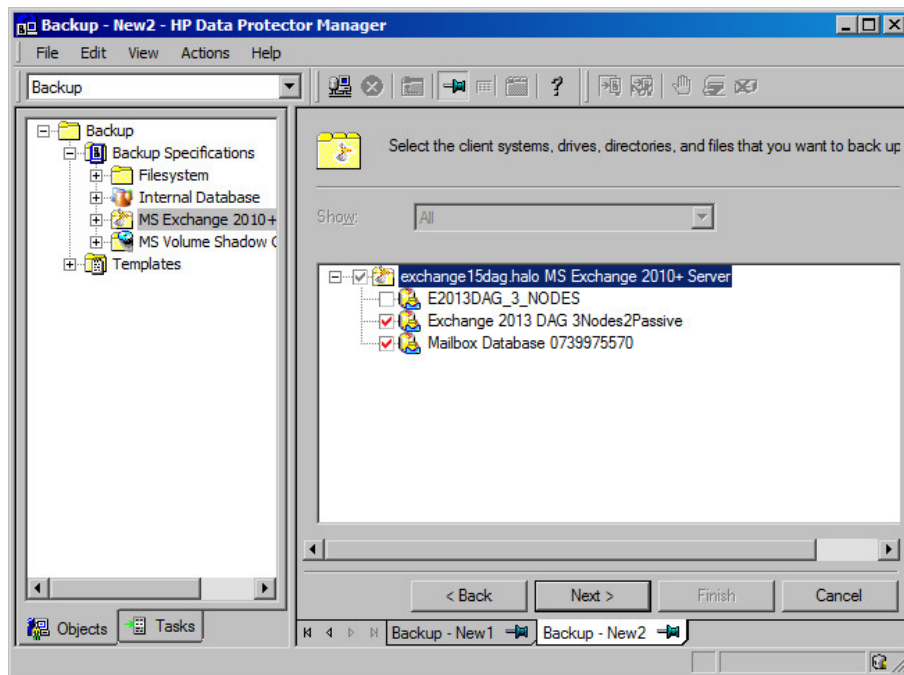 Backup - New2 - HP Data Protector Manager
File Edit View Actions Help
Backup
Backup
Backup Specifications
Filesystem
Internal Database
MS Exchange 2010+
MS Volume Shadow
Templates
Objects Tasks
Select the client systems, drives, directories, and files that you want to back up
Show: All
exchange15dag.halo MS Exchange 2010+ Server
E2013DAG_3_NODES
Exchange 2013 DAG 3Nodes2Passive
Mailbox Database 0739975570
< Back Next > Finish Cancel
Backup - New1 Backup - New2